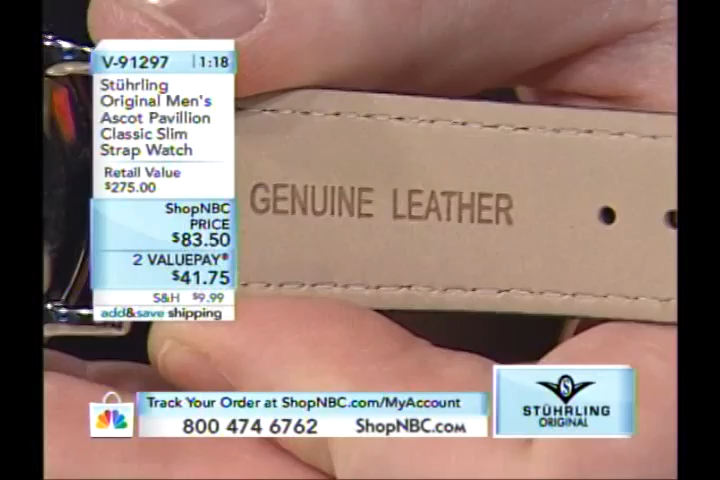 V-91297 1:18
Stührling
Original Men's
Ascot Pavillion
Classic Slim
Strap Watch
Retail Value
$275.00
ShopNBC
PRICE
$83.50
2 VALUEPAY®
$41.75
S&H $9.99
add&save shipping
GENUINE LEATHER
Track Your Order at ShopNBC.com/MyAccount
800 474 6762 ShopNBC.com
S
STÜHRLING
ORIGINAL